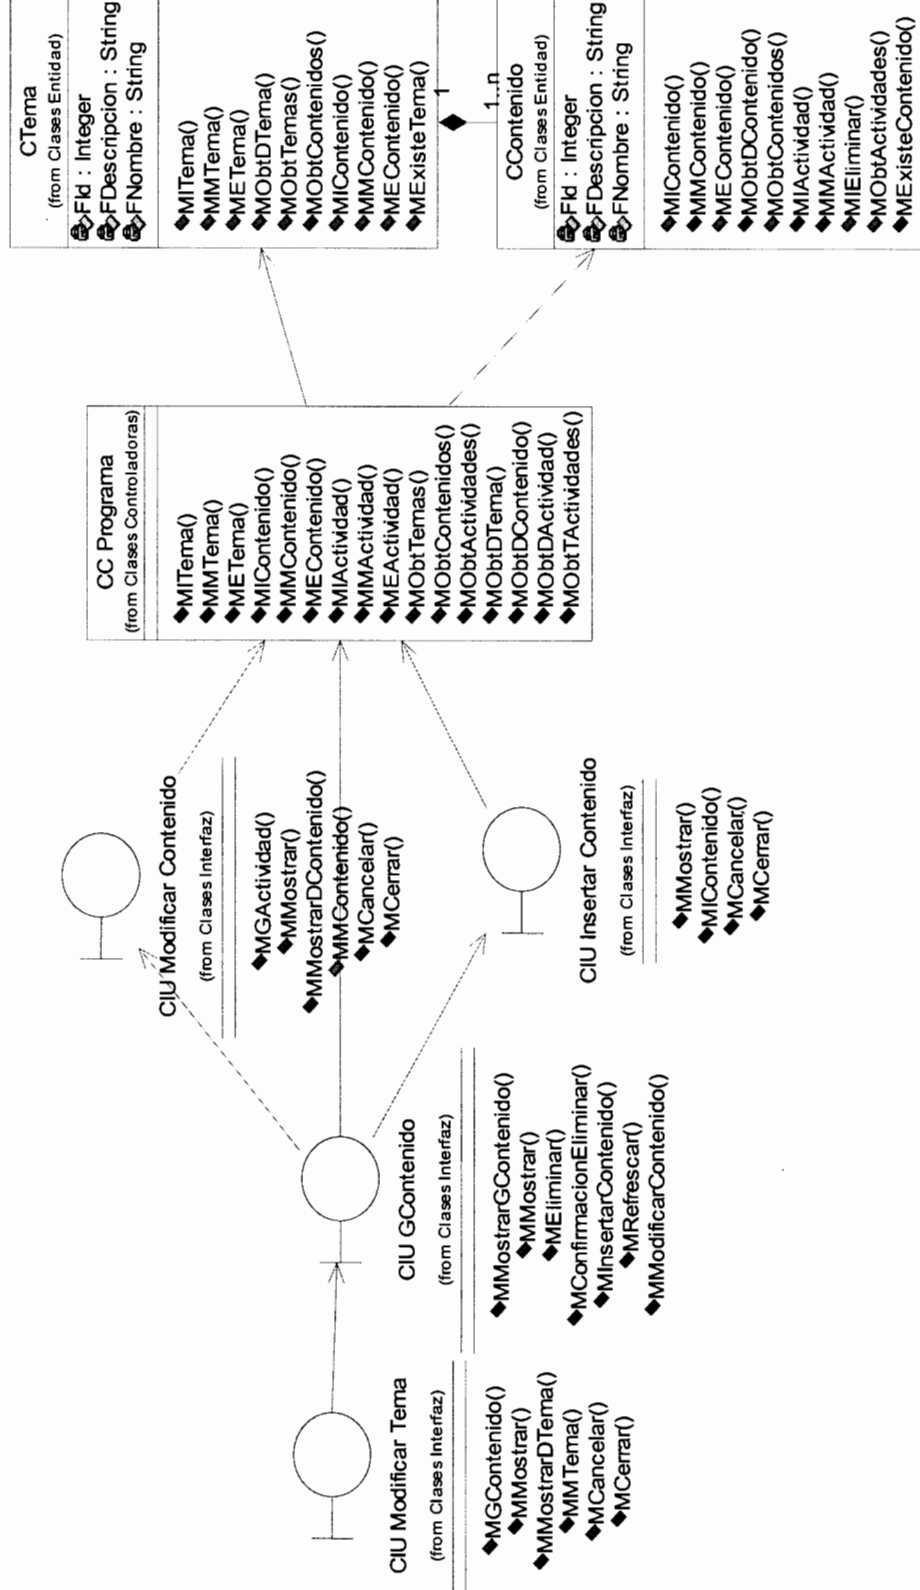 CIU Modificar Tema
(from Clases Interfaz)
MGContenido()
MMostrar()
MMostrarDTema()
MMTema()
MCancelar()
MCerrar()
CIU GContenido
(from Clases Interfaz)
MMostrarGContenido()
MMostrar()
MEliminar()
MConfirmacionEliminar()
MInsertarContenido()
MRefrescar()
MModificarContenido()
CIU Modificar Contenido
(from Clases Interfaz)
MGActividad()
MMostrar()
MMostrarDContenido()
MMContenido()
MCancelar()
MCerrar()
CIU Insertar Contenido
(from Clases Interfaz)
MMostrar()
MIContenido()
MCancelar()
MCerrar()
CC Programa
(from Clases Controladoras)
MITema()
MMTema()
METema()
MIContenido()
MMContenido()
MEContenido()
MIActividad()
MMActividad()
MEActividad()
MObtTemas()
MObtContenidos()
MObtActividades()
MObtDTema()
MObtDContenido()
MObtDActividad()
MObtTActividades()
CTema
(from Clases Entidad)
FId : Integer
FDescripcion : String
FNombre : String
MITema()
MMTema()
METema()
MObtDTema()
MObtTemas()
MObtContenidos()
MIContenido()
MMContenido()
MEContenido()
MExisteTema()
1
1..n
cContenido
(from Clases Entidad)
FId : Integer
FDescripcion : String
FNombre : String
MIContenido()
MMContenido()
MEContenido()
MObtDContenido()
MObtContenidos()
MIActividad()
MMActividad()
MEliminar()
MObtActividades()
MExisteContenido()